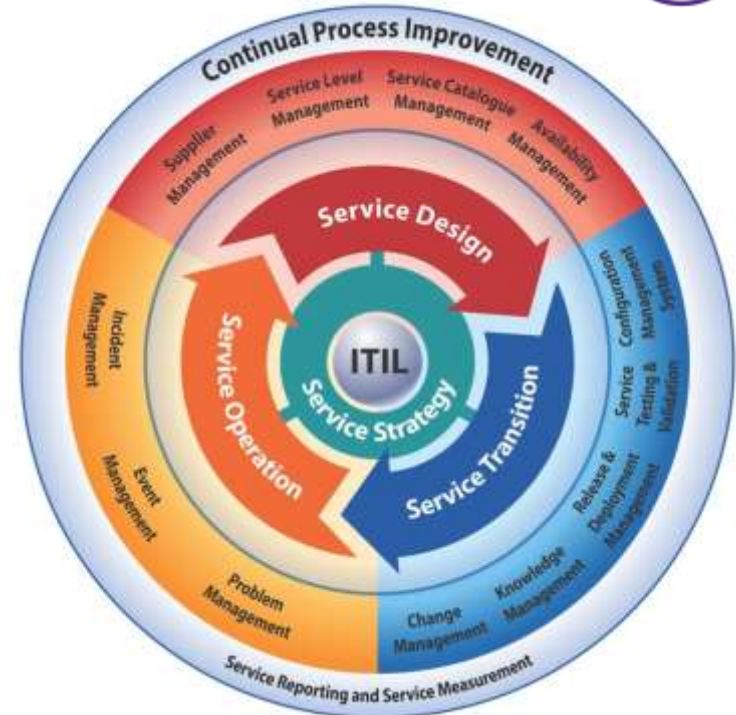 Continual Process Improvement
Supplier
Management
Service Level
Management
Service Catalogue
Management
Availability
Management
Configuration
Management
System
Service
Testing &
Validation
Release &
Deployment
Management
Knowledge
Management
Change
Management
Problem
Management
Event
Management
Incident
Management
Service Design
Service Transition
Service Operation
Service Strategy
ITIL
Service Reporting and Service Measurement